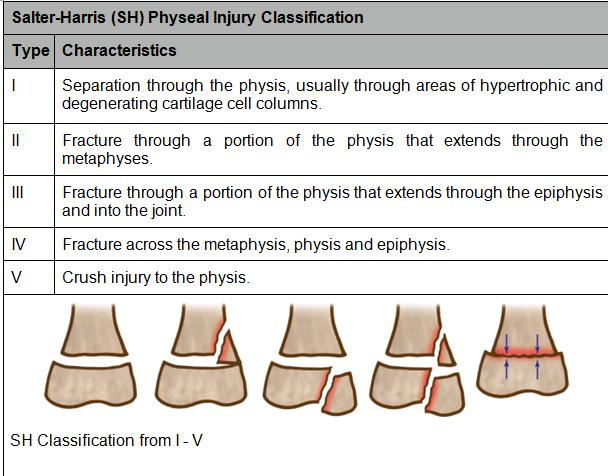 Salter-Harris (SH) Physeal Injury Classification
Type Characteristics
I Separation through the physis, usually through areas of hypertrophic and
degenerating cartilage cell columns.
II Fracture through a portion of the physis that extends through the
metaphyses.
III Fracture through a portion of the physis that extends through the epiphysis
and into the joint.
IV Fracture across the metaphysis, physis and epiphysis.
V Crush injury to the physis.
SH Classification from I - V